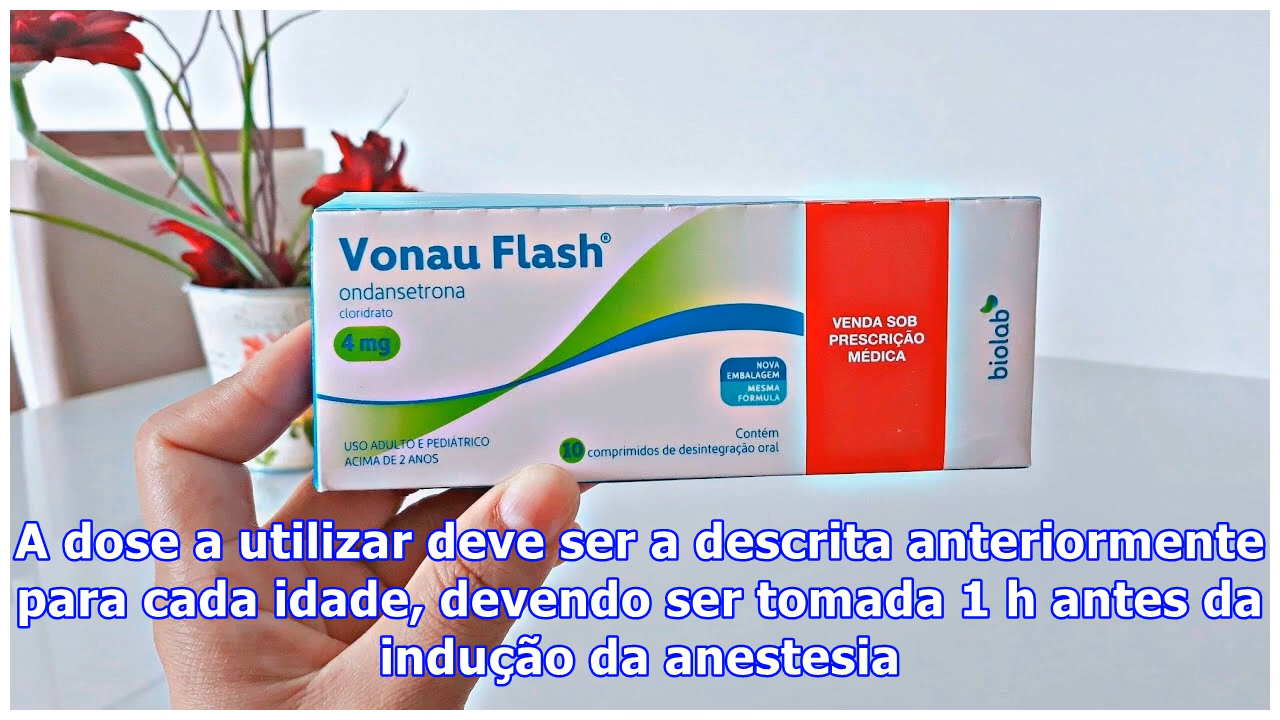 Vonau Flash®
ondansetrona
cloridrato
4 mg
NOVA
EMBALAGEM
MESMA
FÓRMULA
USO ADULTO E PEDIÁTRICO
ACIMA DE 2 ANOS
Contém
10 comprimidos de desintegração oral
VENDA SOB
PRESCRIÇÃO
MÉDICA
biolab
A dose a utilizar deve ser a descrita anteriormente
para cada idade, devendo ser tomada 1 h antes da
indução da anestesia